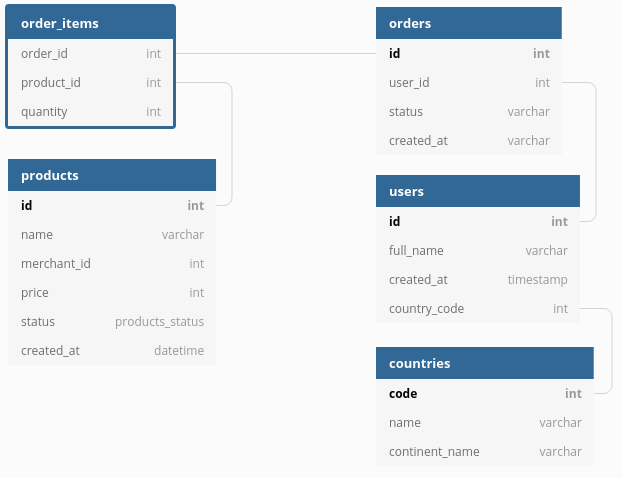 order_items
order_id int
product_id int
quantity int
products
id int
name varchar
merchant_id int
price int
status products_status
created_at datetime
orders
id int
user_id int
status varchar
created_at varchar
users
id int
full_name varchar
created_at timestamp
country_code int
countries
code int
name varchar
continent_name varchar